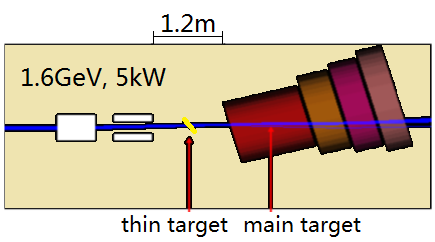 1.2m
1.6GeV, 5kW
thin target
main target